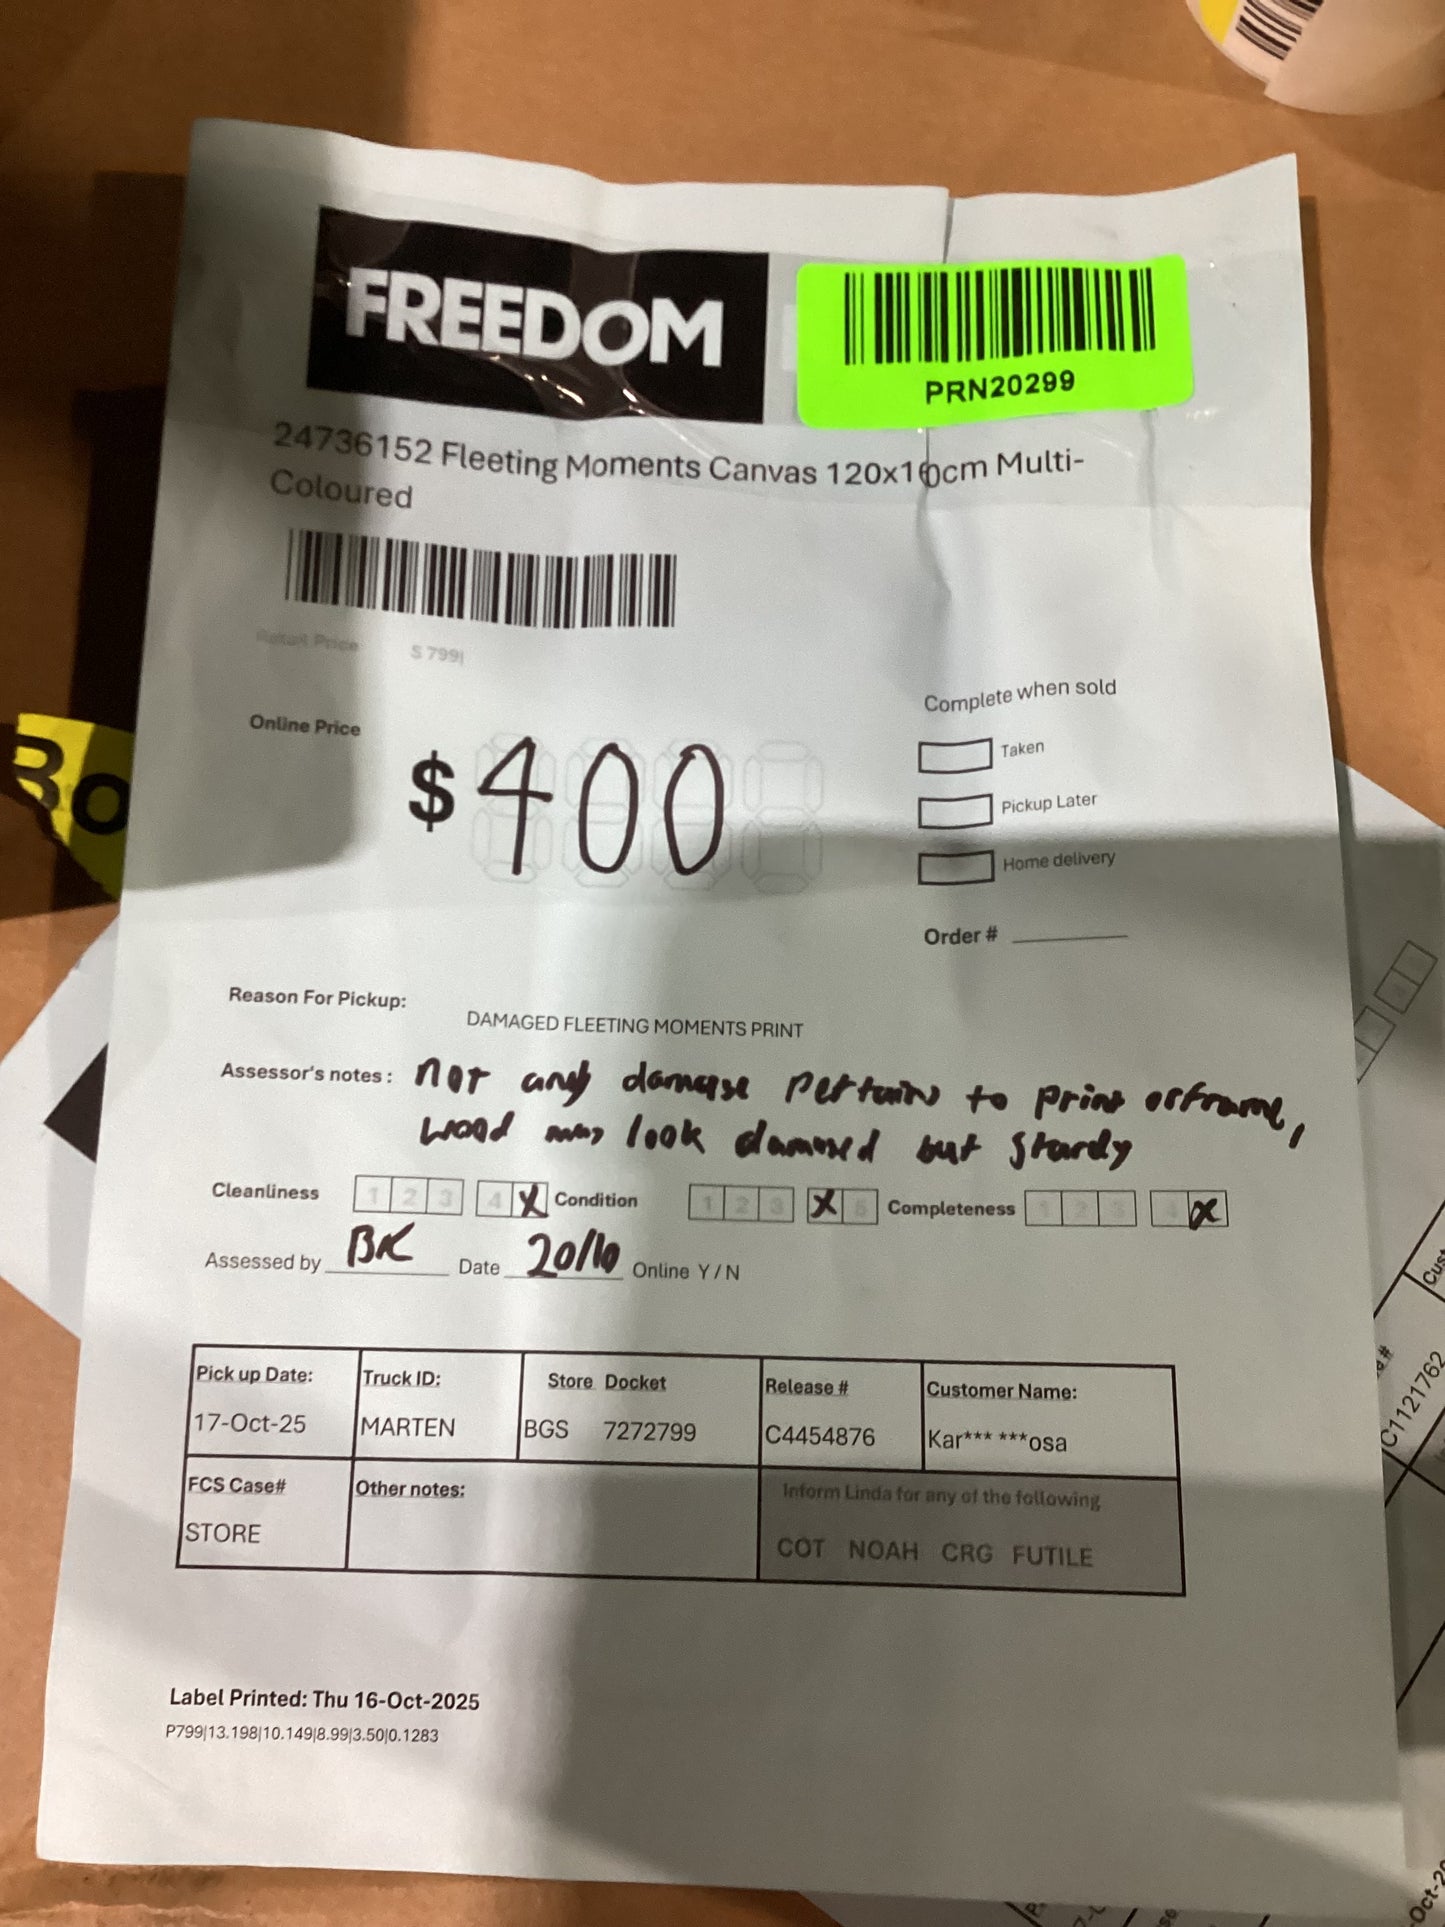 FREEDOM
PRN20299
24736152 Fleeting Moments Canvas 120x160cm Multi-
Coloured
Retail Price $ 799|
Online Price $ 400
Complete when sold
Taken
Pickup Later
Home delivery
Order #
Reason For Pickup:
DAMAGED FLEETING MOMENTS PRINT
Assessor's notes: not any damage pertains to print or frame,
wood may look damased but sturdy
Cleanliness 1 2 3 4 X Condition 1 2 3 X 5 Completeness 1 2 3 4 X
Assessed by BK Date 20/10 Online Y / N
Pick up Date: Truck ID: Store Docket Release # Customer Name:
17-Oct-25 MARTEN BGS 7272799 C4454876 Kar*** ***osa
FCS Case# Other notes: Inform Linda for any of the following
STORE COT NOAH CRG FUTILE
Label Printed: Thu 16-Oct-2025
P799|13.198|10.149|8.99|3.50|0.1283
C1121762